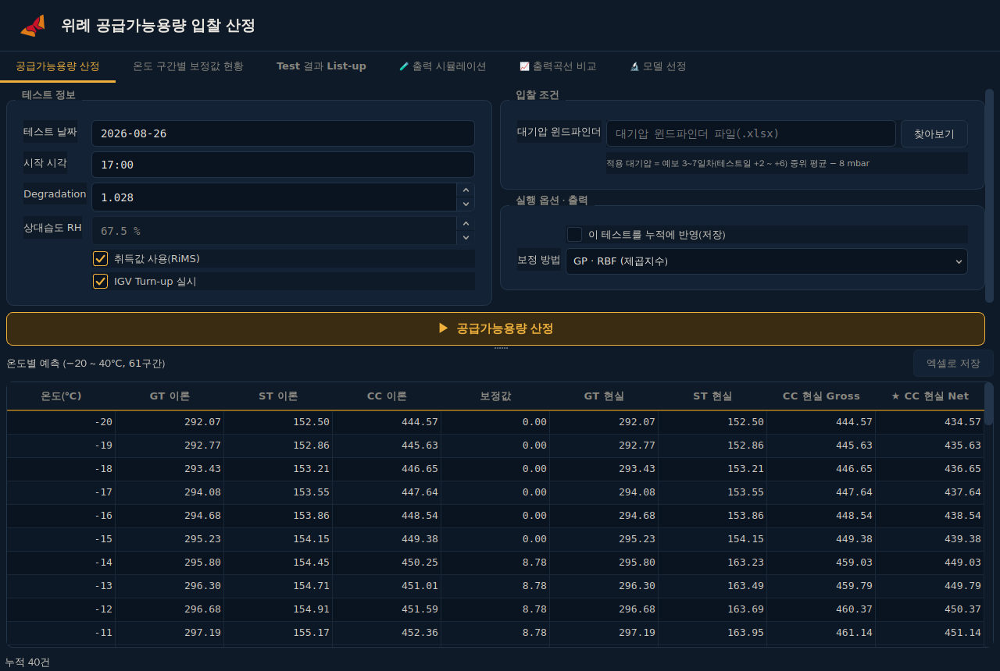 위례 공급가능용량 입찰 산정
공급가능용량 산정 온도 구간별 보정값 현황 Test 결과 List-up 출력 시뮬레이션 출력곡선 비교 모델 선정
테스트 정보
테스트 날짜 2026-08-26
시작 시각 17:00
Degradation 1.028
상대습도 RH 67.5 %
취득값 사용(RiMS)
IGV Turn-up 실시
입찰 조건
대기압 윈드파인더 대기압 윈드파인더 파일(.xlsx) 찾아보기
적용 대기압 = 예보 3~7일차(테스트일 +2 ~ +6) 중위 평균 − 8 mbar
실행 옵션 · 출력
이 테스트를 누적에 반영(저장)
보정 방법 GP · RBF (제곱지수)
▶ 공급가능용량 산정
온도별 예측 (−20 ~ 40°C, 61구간) 엑셀로 저장
온도(℃) GT 이론 ST 이론 CC 이론 보정값 GT 현실 ST 현실 CC 현실 Gross ★ CC 현실 Net
-20 292.07 152.50 444.57 0.00 292.07 152.50 444.57 434.57
-19 292.77 152.86 445.63 0.00 292.77 152.86 445.63 435.63
-18 293.43 153.21 446.65 0.00 293.43 153.21 446.65 436.65
-17 294.08 153.55 447.64 0.00 294.08 153.55 447.64 437.64
-16 294.68 153.86 448.54 0.00 294.68 153.86 448.54 438.54
-15 295.23 154.15 449.38 0.00 295.23 154.15 449.38 439.38
-14 295.80 154.45 450.25 8.78 295.80 163.23 459.03 449.03
-13 296.30 154.71 451.01 8.78 296.30 163.49 459.79 449.79
-12 296.68 154.91 451.59 8.78 296.68 163.69 460.37 450.37
-11 297.19 155.17 452.36 8.78 297.19 163.95 461.14 451.14
누적 40건